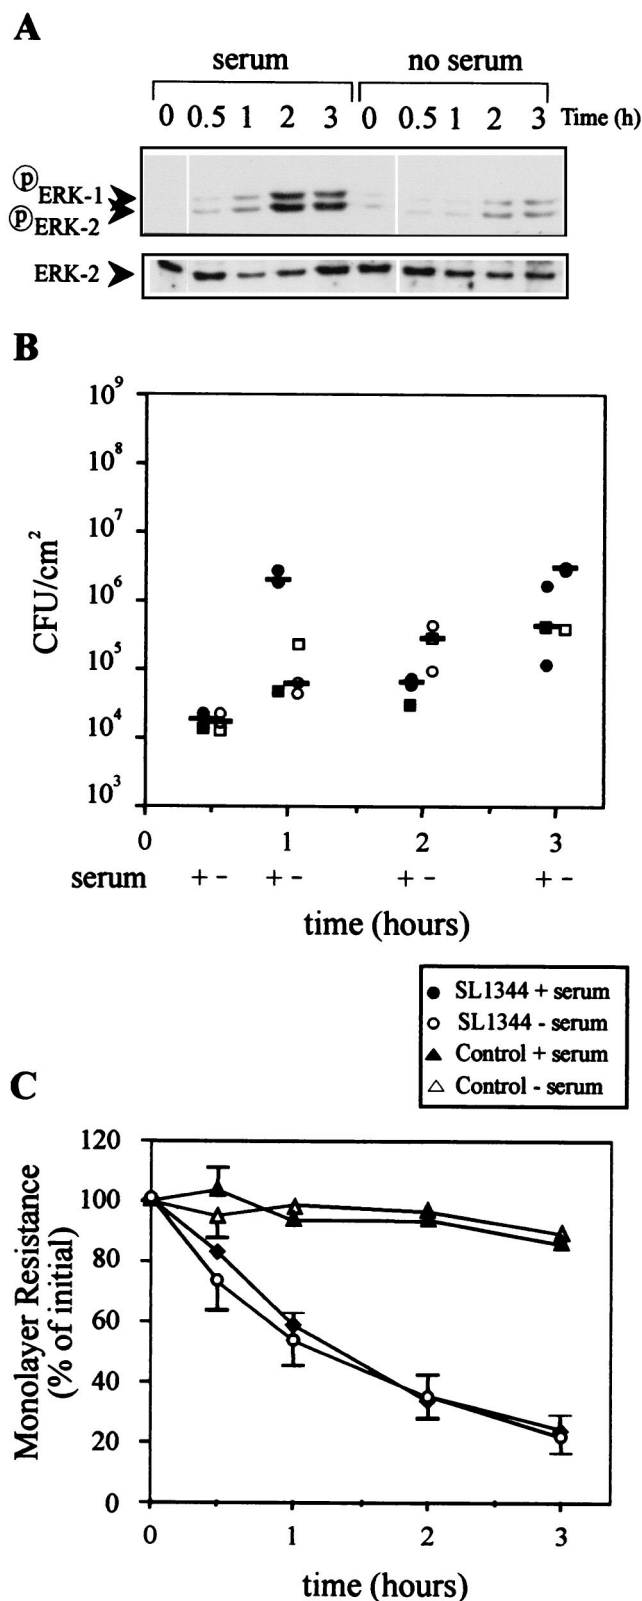 A
serum no serum
0 0.5 1 2 3 0 0.5 1 2 3 Time (h)
ⓟERK-1
ⓟERK-2
ERK-2
B
10⁹
10⁸
10⁷
10⁶
10⁵
10⁴
10³
CFU/cm²
0 1 2 3
serum + - + - + - + -
time (hours)
SL1344 + serum
SL1344 - serum
Control + serum
Control - serum
C
120
100
80
60
40
20
0
Monolayer Resistance
(% of initial)
0 1 2 3
time (hours)